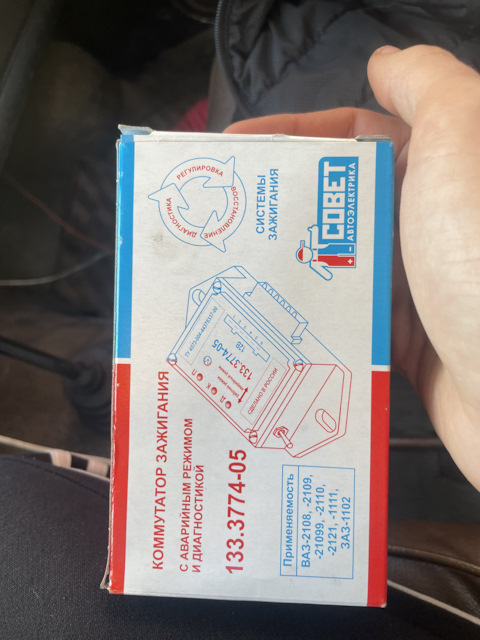 КОММУТАТОР ЗАЖИГАНИЯ
С АВАРИЙНЫМ РЕЖИМОМ
И ДИАГНОСТИКОЙ
133.3774-05
Применяемость
ВАЗ-2108, -2109,
-21099, -2110,
-2121, -1111,
ЗАЗ-1102
РЕГУЛИРОВКА
ВОССТАНОВЛЕНИЕ
ДИАГНОСТИКА
СИСТЕМЫ
ЗАЖИГАНИЯ
СОВЕТ
АВТОЭЛЕКТРИКА
12В
133.3774-05
СДЕЛАНО В РОССИИ
П
К
Д